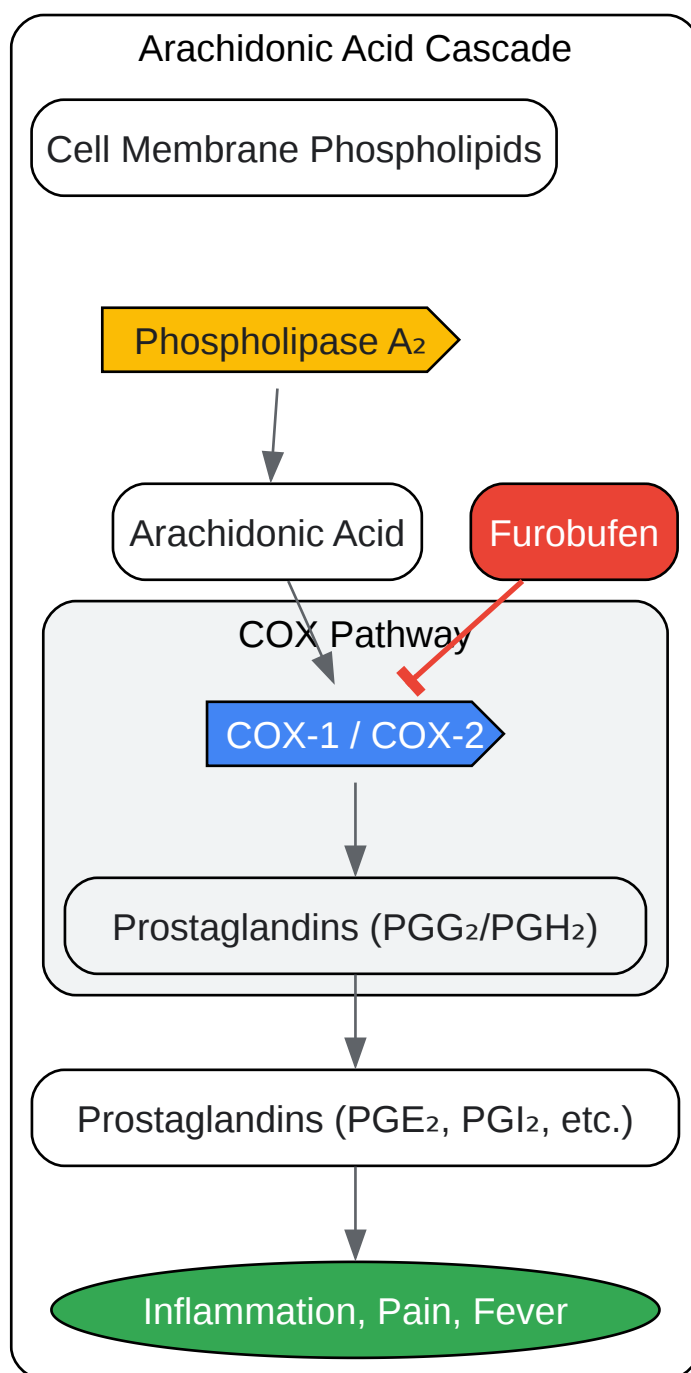 Arachidonic Acid Cascade
Cell Membrane Phospholipids
Phospholipase A₂
Arachidonic Acid
Furobufen
COX Pathway
COX-1 / COX-2
Prostaglandins (PGG₂/PGH₂)
Prostaglandins (PGE₂, PGI₂, etc.)
Inflammation, Pain, Fever